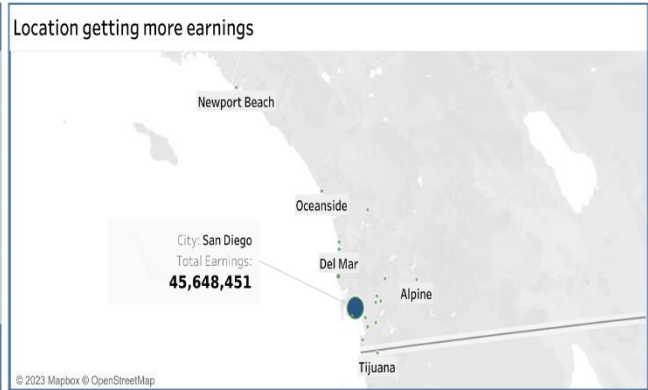 Location getting more earnings
Newport Beach
Oceanside
City: San Diego
Total Earnings:
45,648,451
Del Mar
Alpine
Tijuana
© 2023 Mapbox © OpenStreetMap